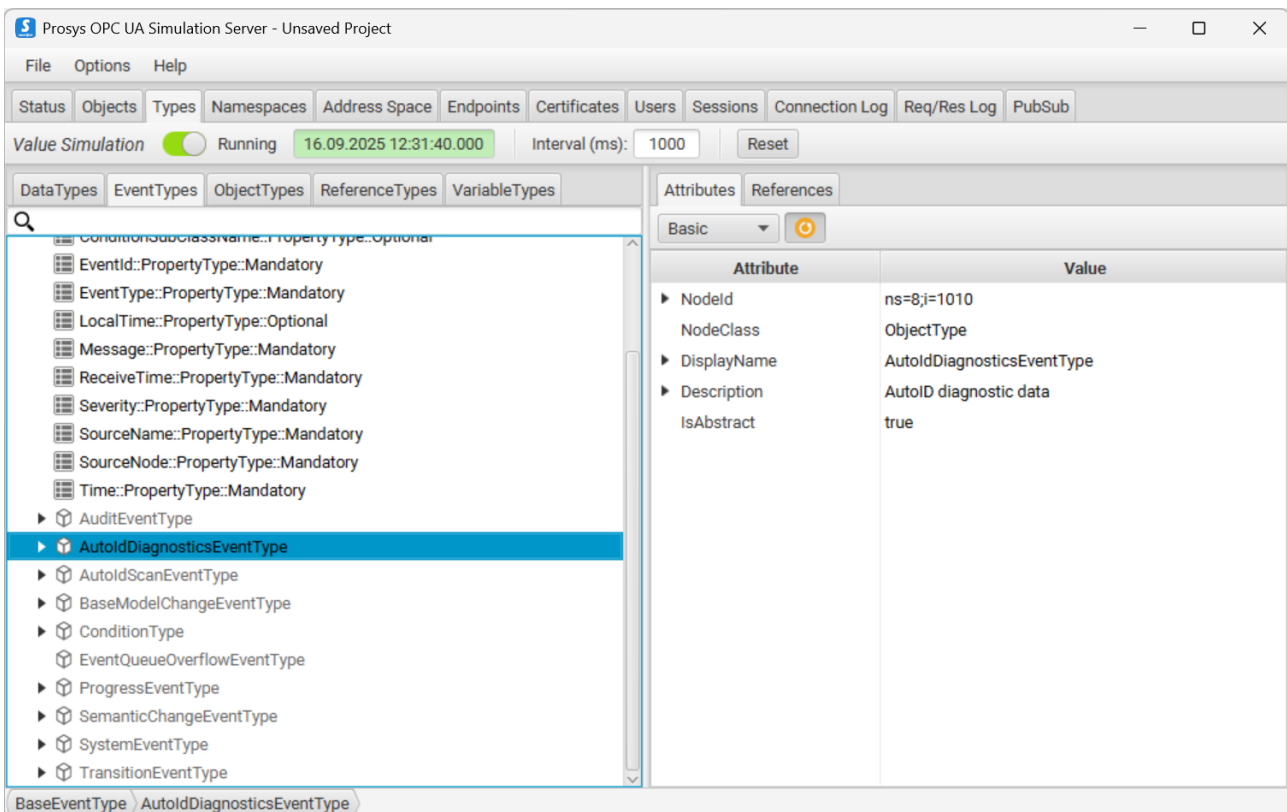 Prosys OPC UA Simulation Server - Unsaved Project
File Options Help
Status Objects Types Namespaces Address Space Endpoints Certificates Users Sessions Connection Log Req/Res Log PubSub
Value Simulation Running 16.09.2025 12:31:40.000 Interval (ms): 1000 Reset
DataTypes EventTypes ObjectTypes ReferenceTypes VariableTypes
ConditionSubClassName::PropertyType::Optional
EventId::PropertyType::Mandatory
EventType::PropertyType::Mandatory
LocalTime::PropertyType::Optional
Message::PropertyType::Mandatory
ReceiveTime::PropertyType::Mandatory
Severity::PropertyType::Mandatory
SourceName::PropertyType::Mandatory
SourceNode::PropertyType::Mandatory
Time::PropertyType::Mandatory
AuditEventType
AutoIdDiagnosticsEventType
AutoIdScanEventType
BaseModelChangeEventType
ConditionType
EventQueueOverflowEventType
ProgressEventType
SemanticChangeEventType
SystemEventType
TransitionEventType
BaseEventType AutoIdDiagnosticsEventType
Attributes References
Basic
Attribute Value
NodeId ns=8;i=1010
NodeClass ObjectType
DisplayName AutoIdDiagnosticsEventType
Description AutoID diagnostic data
IsAbstract true